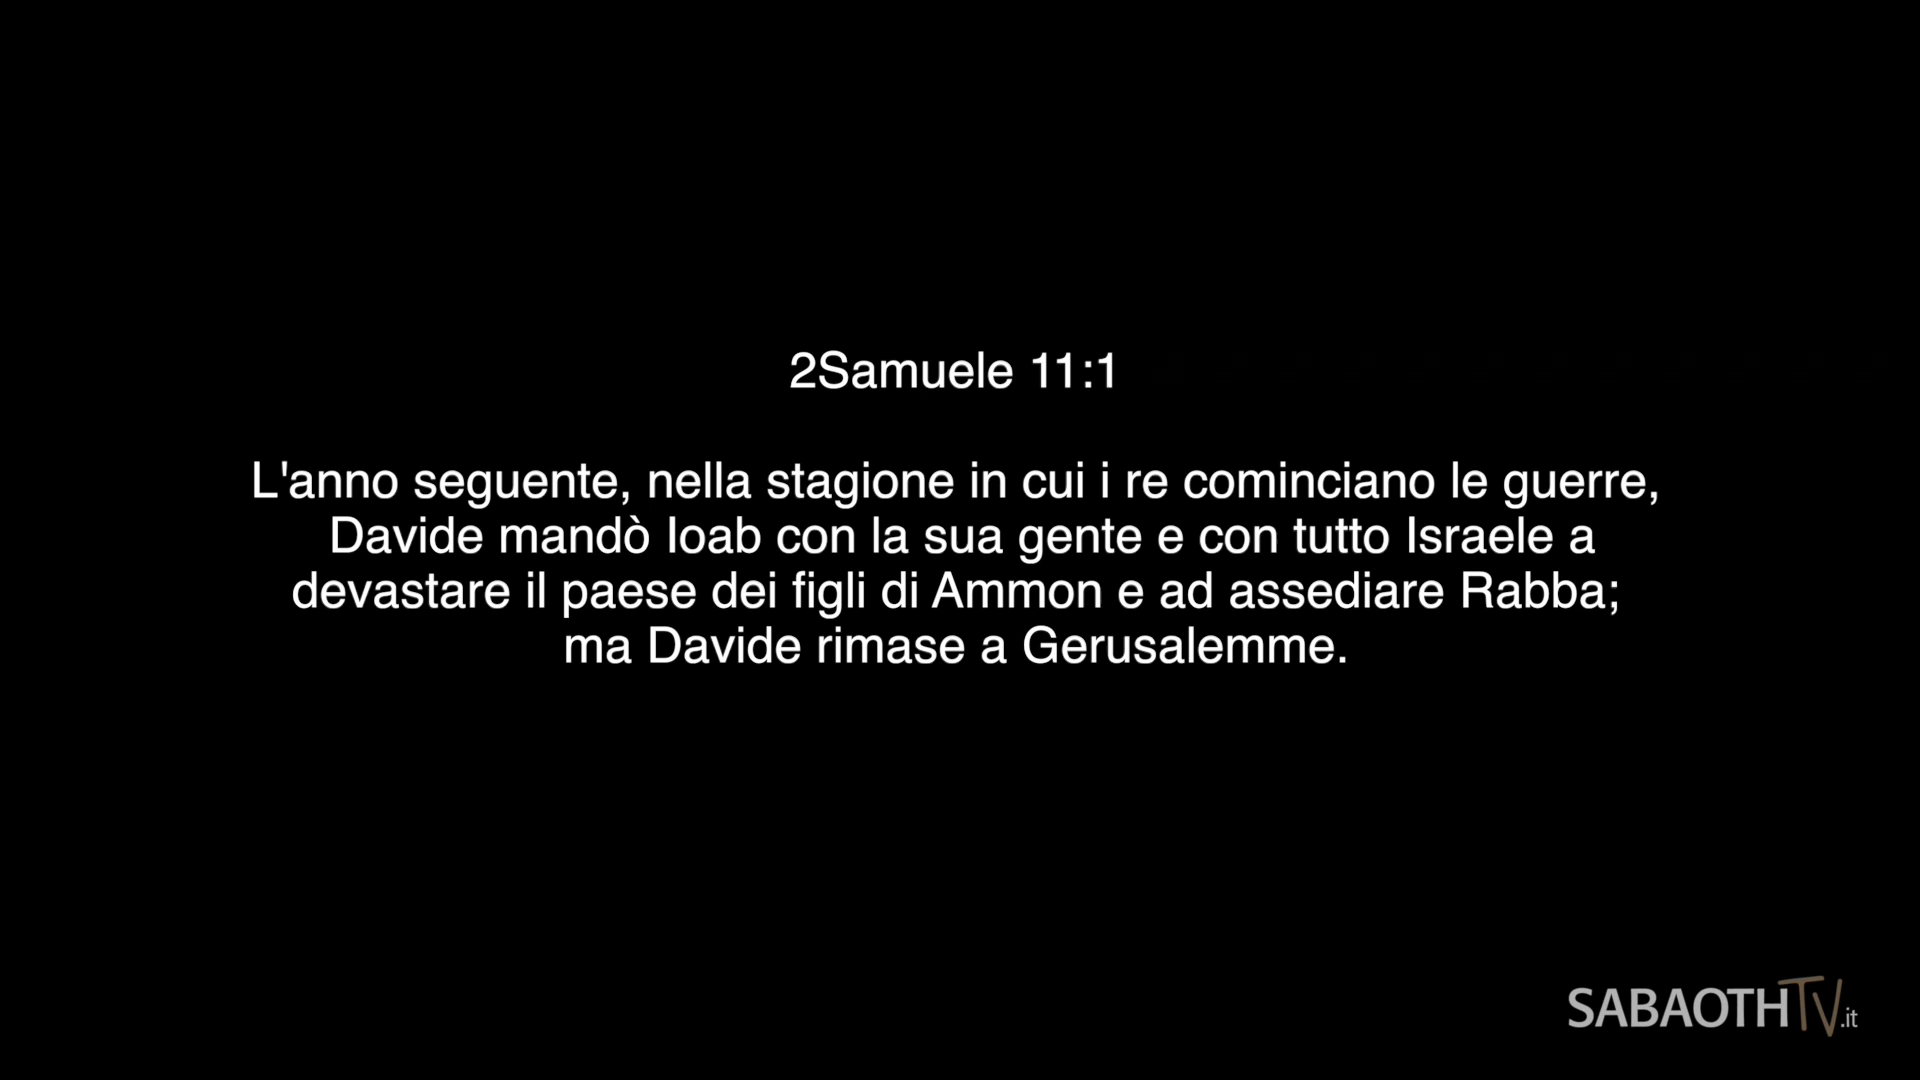 2Samuele 11:1
L'anno seguente, nella stagione in cui i re cominciano le guerre,
Davide mandò Ioab con la sua gente e con tutto Israele a
devastare il paese dei figli di Ammon e ad assediare Rabba;
ma Davide rimase a Gerusalemme.
SABAOTHTV.it